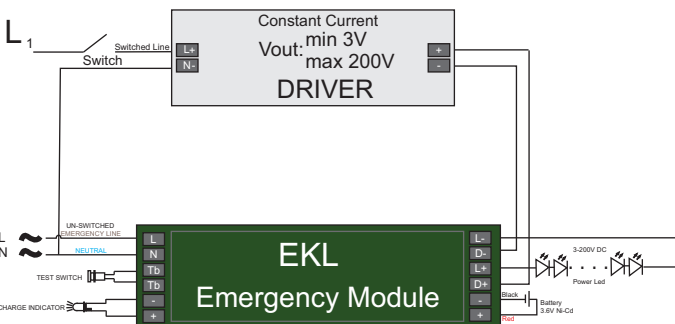 L 1
Switched Line
Switch
L+
N-
Constant Current
Vout: min 3V
max 200V
DRIVER
+
-
L
N
UN-SWITCHED
EMERGENCY LINE
NEUTRAL
TEST SWITCH
CHARGE INDICATOR
L
N
Tb
Tb
-
+
EKL
Emergency Module
L-
D-
L+
D+
-
+
Black
Red
3-200V DC
Power Led
Battery
3.6V Ni-Cd